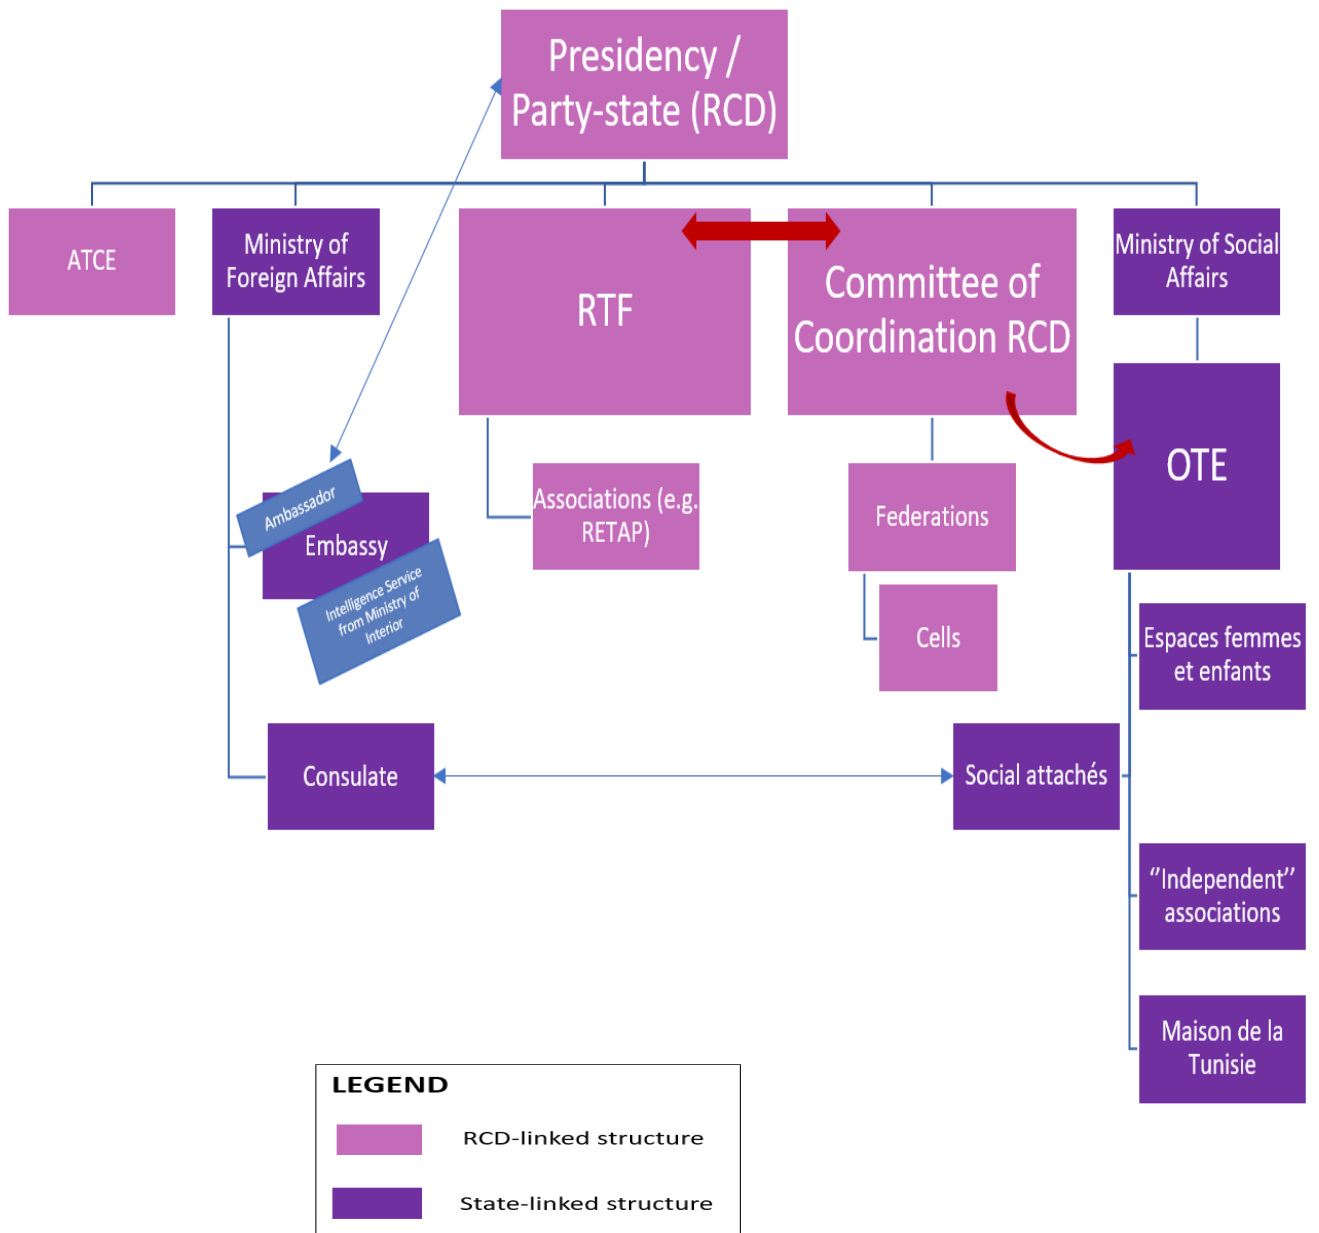 Presidency /
Party-state (RCD)
ATCE
Ministry of
Foreign Affairs
RTF
Committee of
Coordination RCD
Ministry of Social
Affairs
OTE
Ambassador
Embassy
Intelligence Service
from Ministry of
Interior
Associations (e.g.
RETAP)
Federations
Cells
Espaces femmes
et enfants
Consulate
Social attachés
‘’Independent’’
associations
Maison de la
Tunisie
LEGEND
RCD-linked structure
State-linked structure